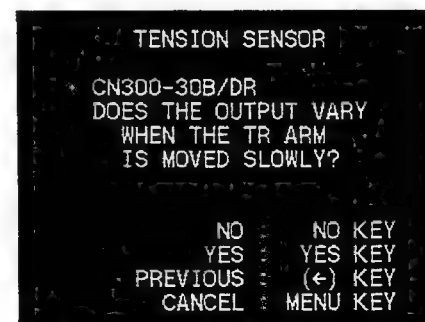 TENSION SENSOR
CN300-30B/DR
DOES THE OUTPUT VARY
WHEN THE TR ARM
IS MOVED SLOWLY?
NO NO KEY
YES YES KEY
PREVIOUS (←) KEY
CANCEL MENU KEY